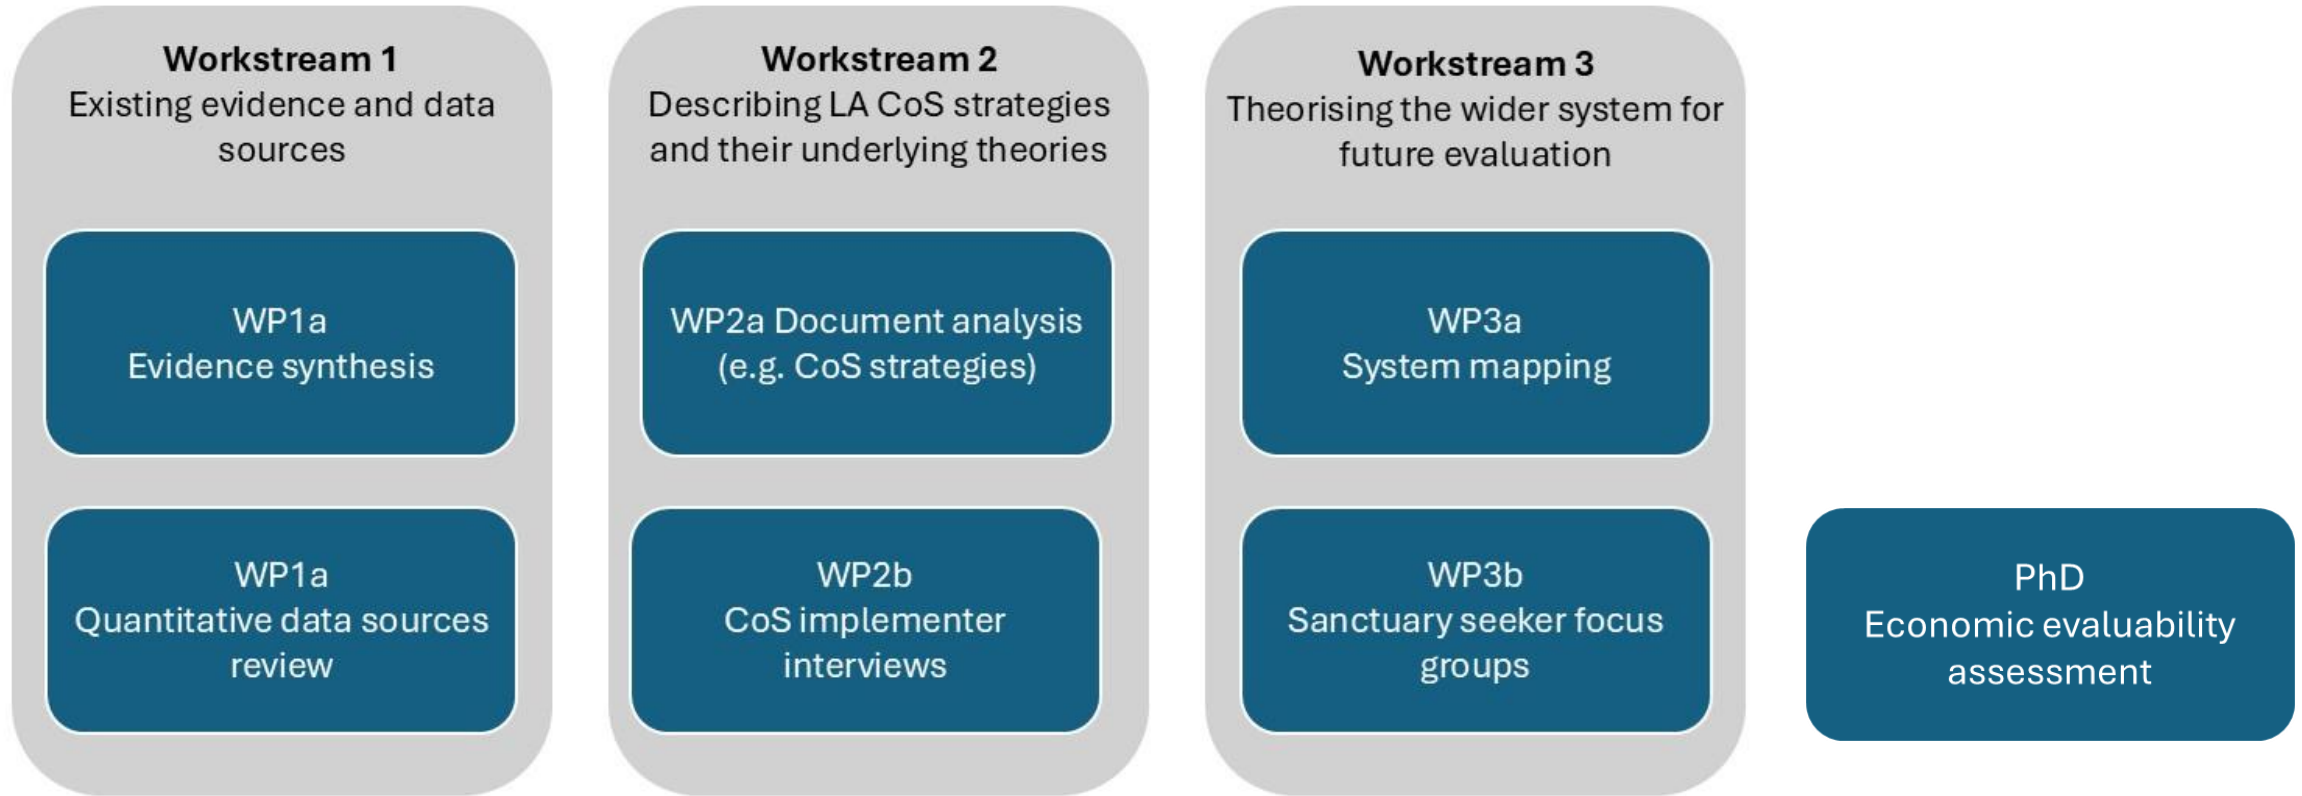 Workstream 1
Existing evidence and data
sources
WP1a
Evidence synthesis
WP1a
Quantitative data sources
review
Workstream 2
Describing LA CoS strategies
and their underlying theories
WP2a Document analysis
(e.g. CoS strategies)
WP2b
CoS implementer
interviews
Workstream 3
Theorising the wider system for
future evaluation
WP3a
System mapping
WP3b
Sanctuary seeker focus
groups
PhD
Economic evaluability
assessment